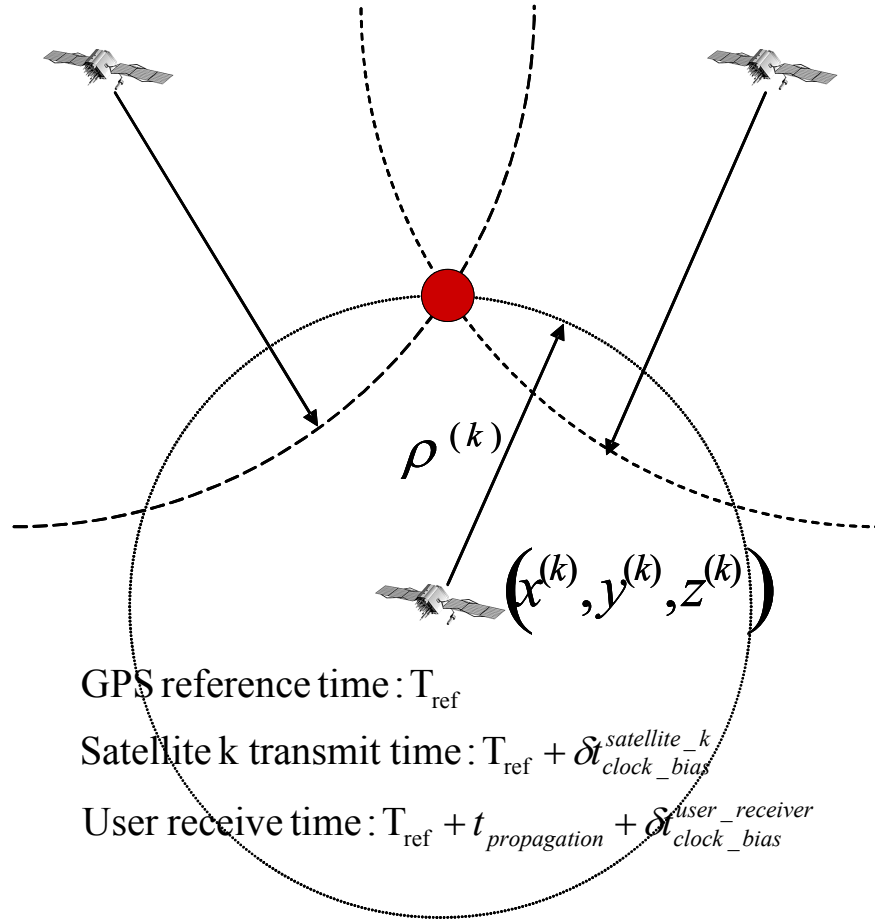 ρ^(k)
(x^(k), y^(k), z^(k))
GPS reference time : T_ref
Satellite k transmit time : T_ref + δt_clock_bias^satellite_k
User receive time : T_ref + t_propagation + δt_clock_bias^user_receiver